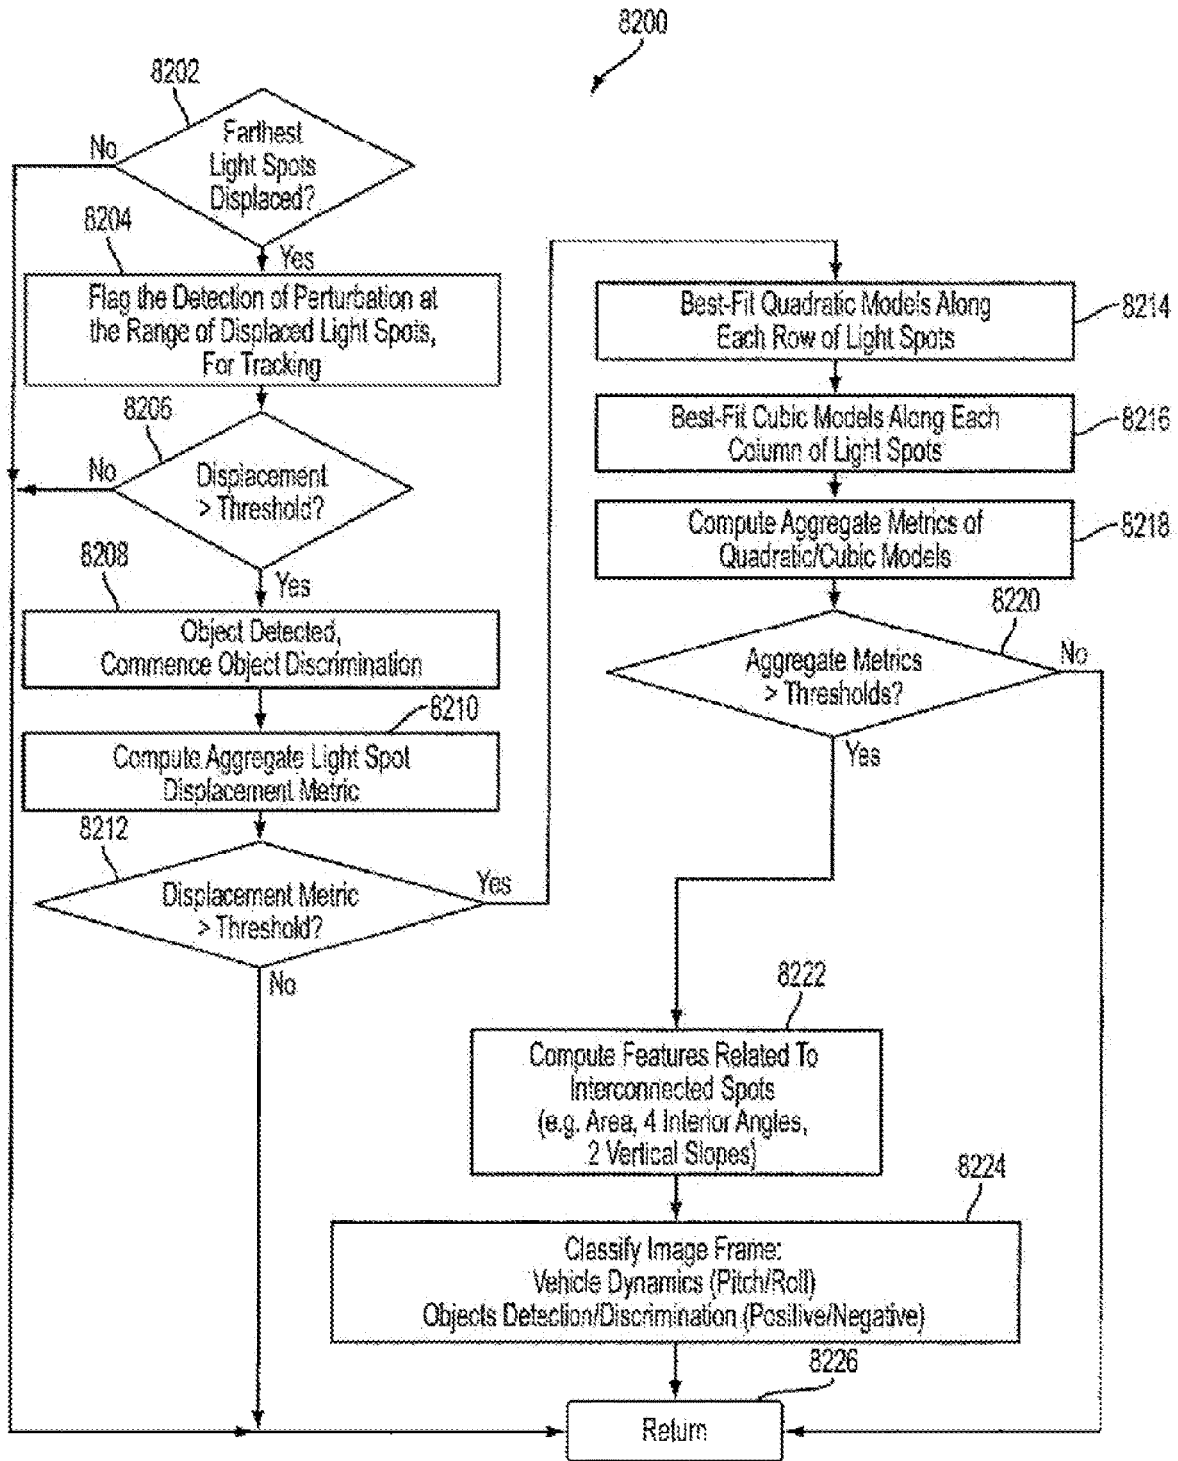 8200
8202
Farthest
Light Spots
Displaced?
No
Yes
8204
Flag the Detection of Perturbation at
the Range of Displaced Light Spots,
For Tracking
8206
Displacement
> Threshold?
No
Yes
8208
Object Detected,
Commence Object Discrimination
8210
Compute Aggregate Light Spot
Displacement Metric
8212
Displacement Metric
> Threshold?
Yes
No
8214
Best-Fit Quadratic Models Along
Each Row of Light Spots
8216
Best-Fit Cubic Models Along Each
Column of Light Spots
8218
Compute Aggregate Metrics of
Quadratic/Cubic Models
8220
Aggregate Metrics
> Thresholds?
No
Yes
8222
Compute Features Related To
Interconnected Spots
(e.g. Area, 4 Interior Angles,
2 Vertical Slopes)
8224
Classify Image Frame:
Vehicle Dynamics (Pitch/Roll)
Objects Detection/Discrimination (Positive/Negative)
8226
Return